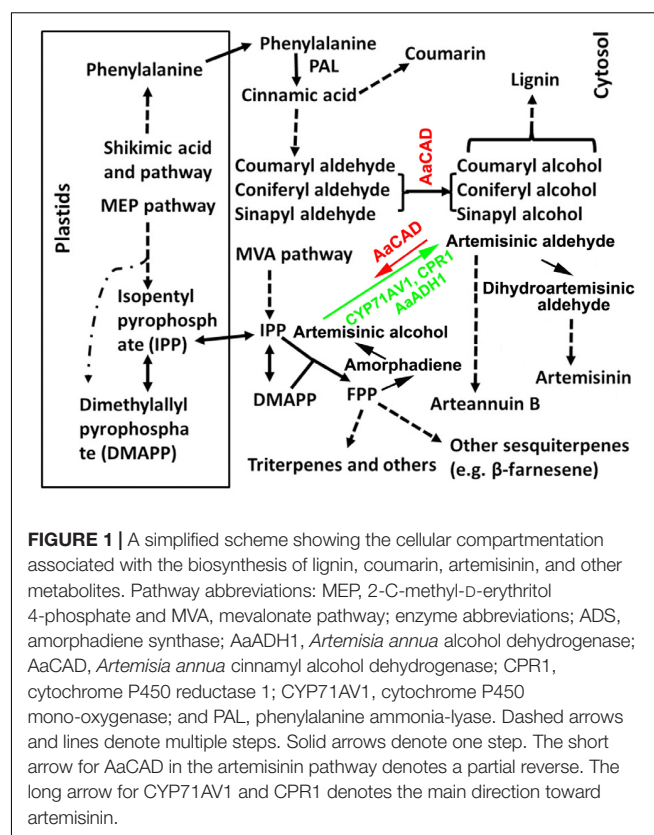 Plastids
Phenylalanine
Shikimic acid
and pathway
MEP pathway
Isopentyl
pyrophosph
ate (IPP)
Dimethylallyl
pyrophospha
te (DMAPP)
Phenylalanine
PAL
Cinnamic acid
Coumarin
Lignin
Cytosol
Coumaryl aldehyde
Coniferyl aldehyde
Sinapyl aldehyde
AaCAD
Coumaryl alcohol
Coniferyl alcohol
Sinapyl alcohol
MVA pathway
AaCAD
CYP71AV1, CPR1
AaADH1
Artemisinic aldehyde
Dihydroartemisinic
aldehyde
IPP
Artemisinic alcohol
Amorphadiene
DMAPP
FPP
Arteannuin B
Artemisinin
Triterpenes and others
Other sesquiterpenes
(e.g. β-farnesene)
FIGURE 1 | A simplified scheme showing the cellular compartmentation
associated with the biosynthesis of lignin, coumarin, artemisinin, and other
metabolites. Pathway abbreviations: MEP, 2-C-methyl-D-erythritol
4-phosphate and MVA, mevalonate pathway; enzyme abbreviations; ADS,
amorphadiene synthase; AaADH1, Artemisia annua alcohol dehydrogenase;
AaCAD, Artemisia annua cinnamyl alcohol dehydrogenase; CPR1,
cytochrome P450 reductase 1; CYP71AV1, cytochrome P450
mono-oxygenase; and PAL, phenylalanine ammonia-lyase. Dashed arrows
and lines denote multiple steps. Solid arrows denote one step. The short
arrow for AaCAD in the artemisinin pathway denotes a partial reverse. The
long arrow for CYP71AV1 and CPR1 denotes the main direction toward
artemisinin.